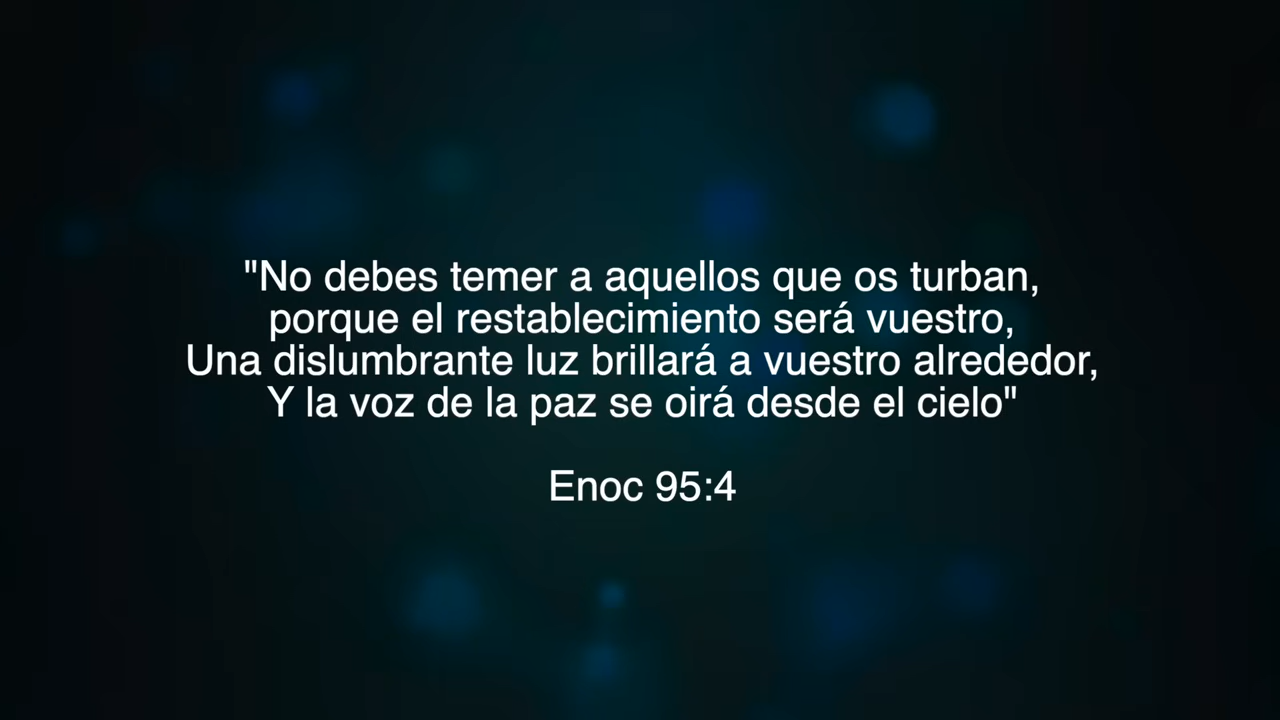 "No debes temer a aquellos que os turban,
porque el restablecimiento será vuestro,
Una dislumbrante luz brillará a vuestro alrededor,
Y la voz de la paz se oirá desde el cielo"
Enoc 95:4